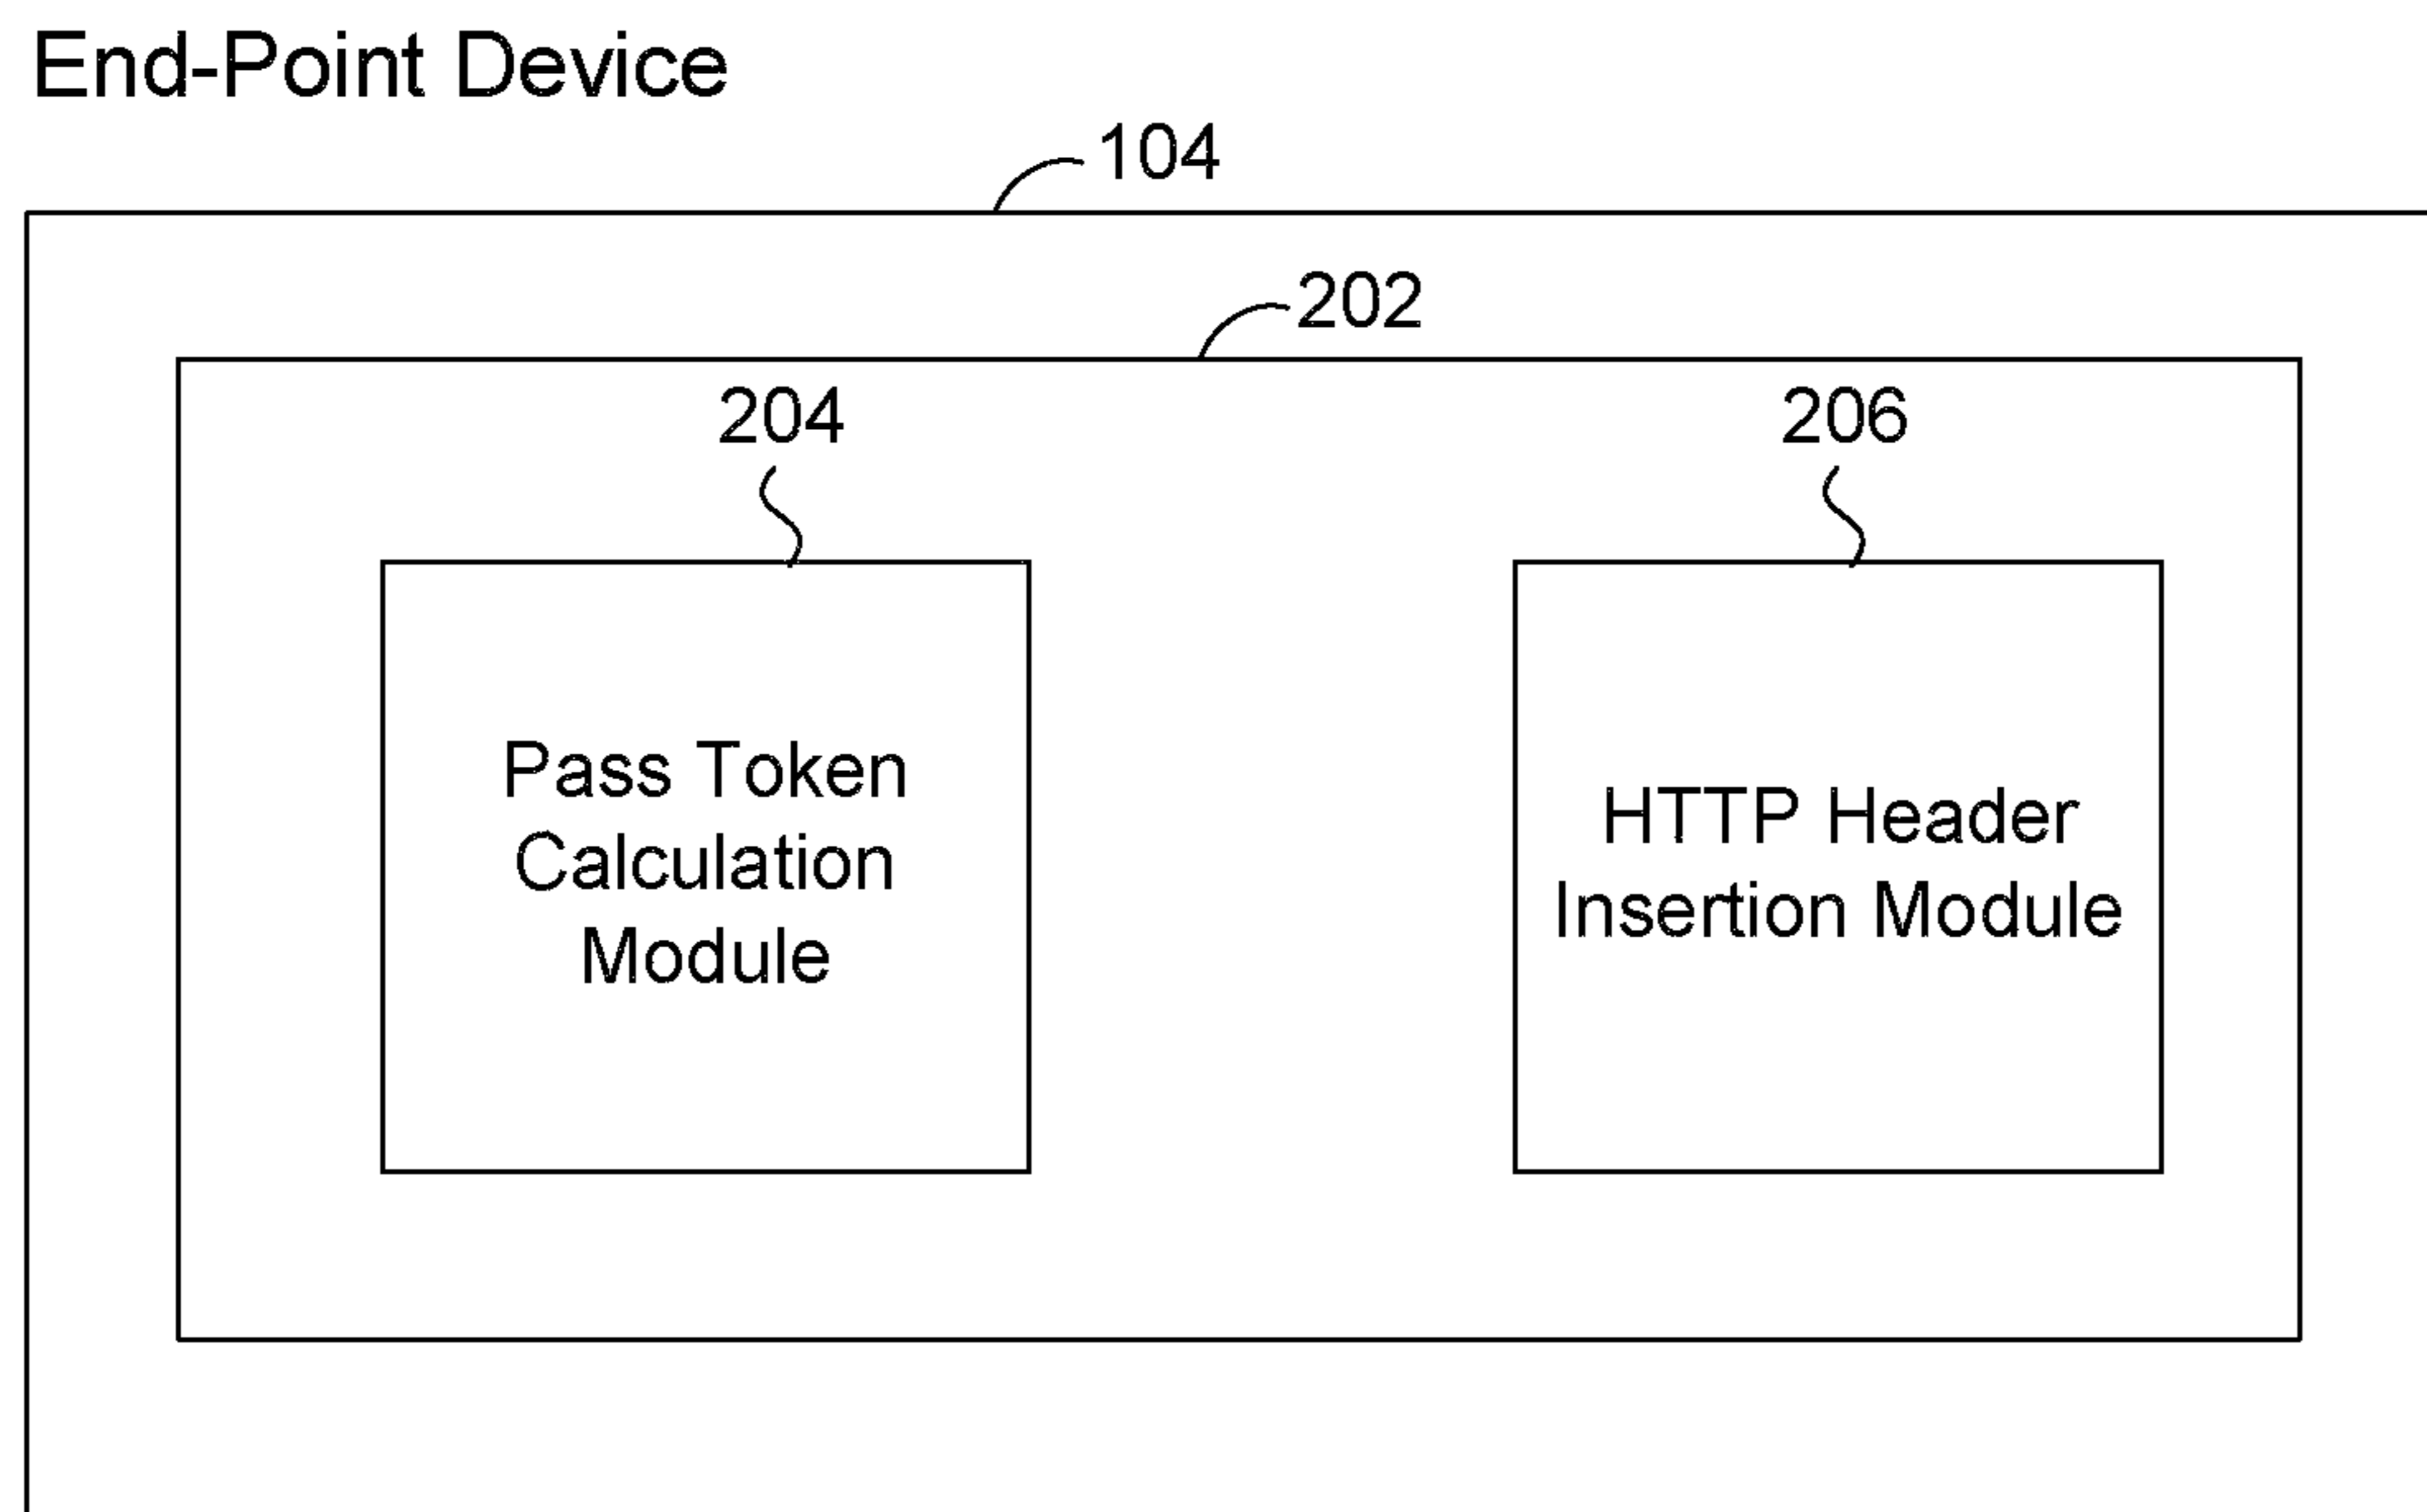 End-Point Device
104
202
204
206
Pass Token
Calculation
Module
HTTP Header
Insertion Module